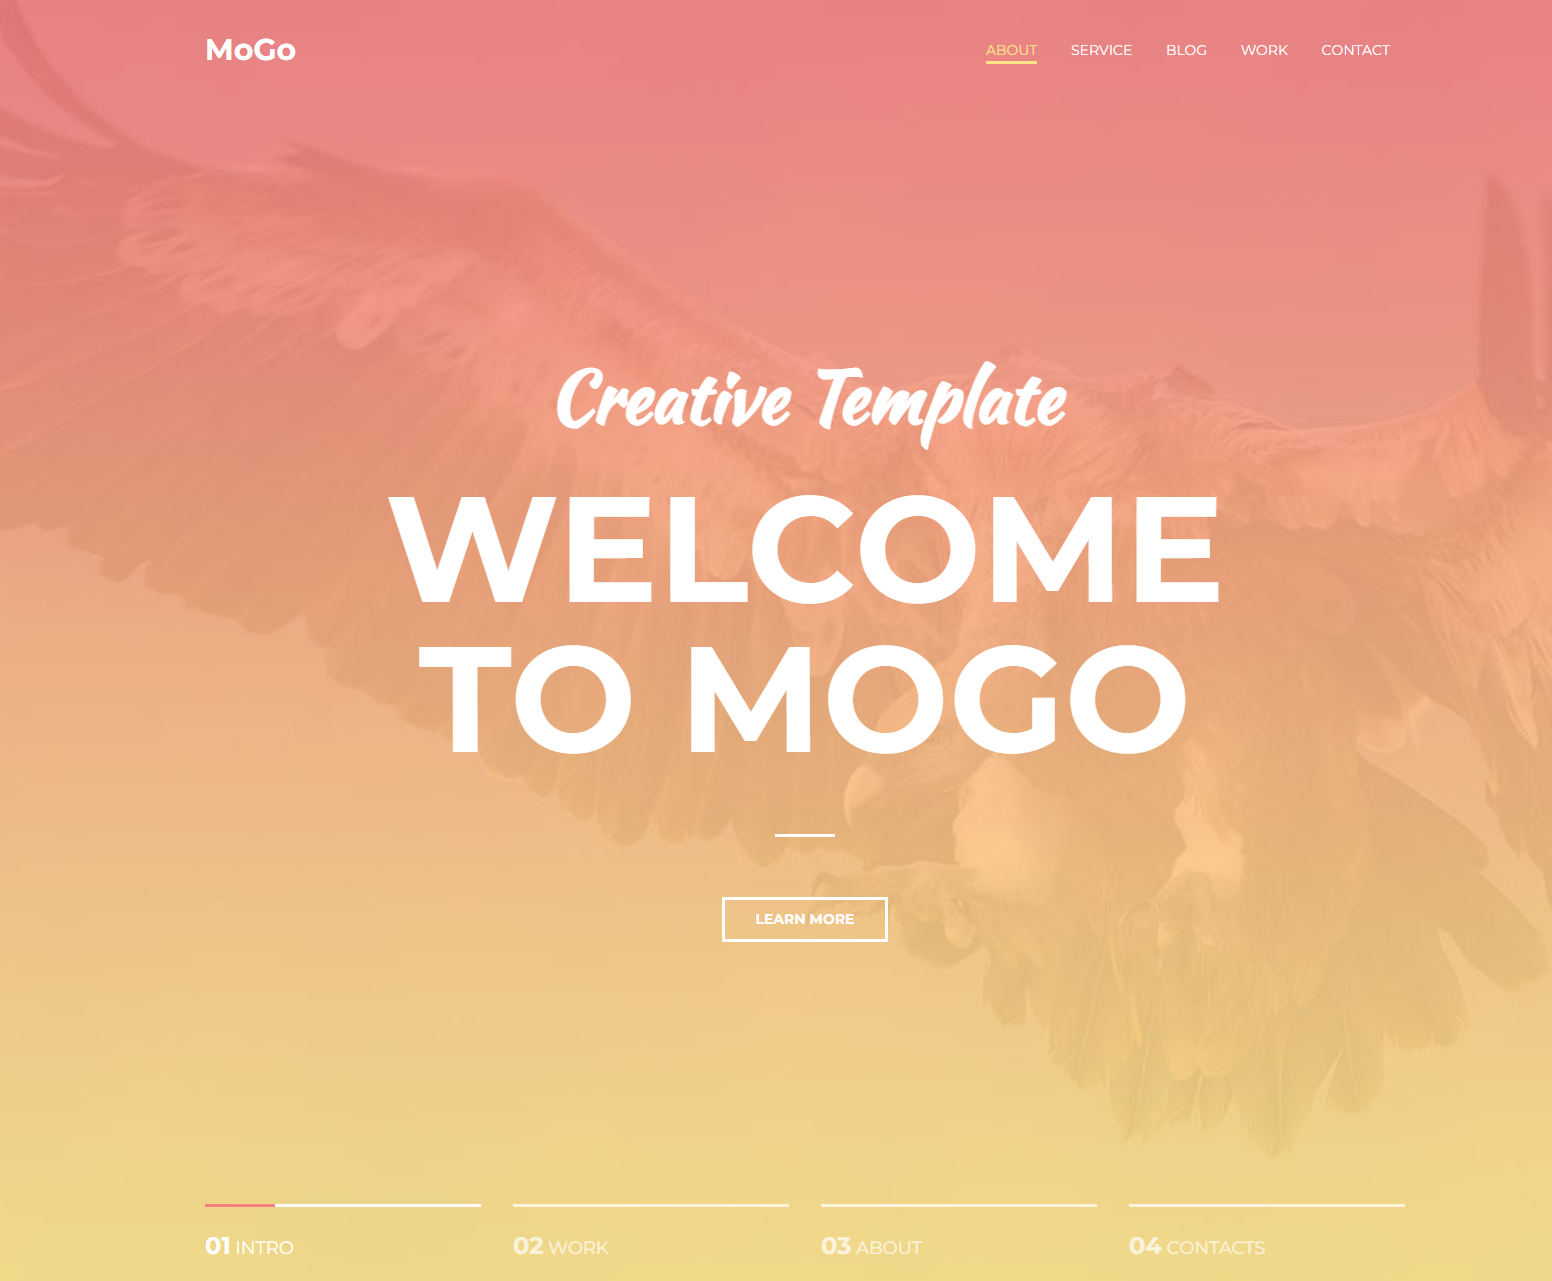 MoGo
ABOUT SERVICE BLOG WORK CONTACT
Creative Template
WELCOME
TO MOGO
LEARN MORE
01 INTRO
02 WORK
03 ABOUT
04 CONTACTS